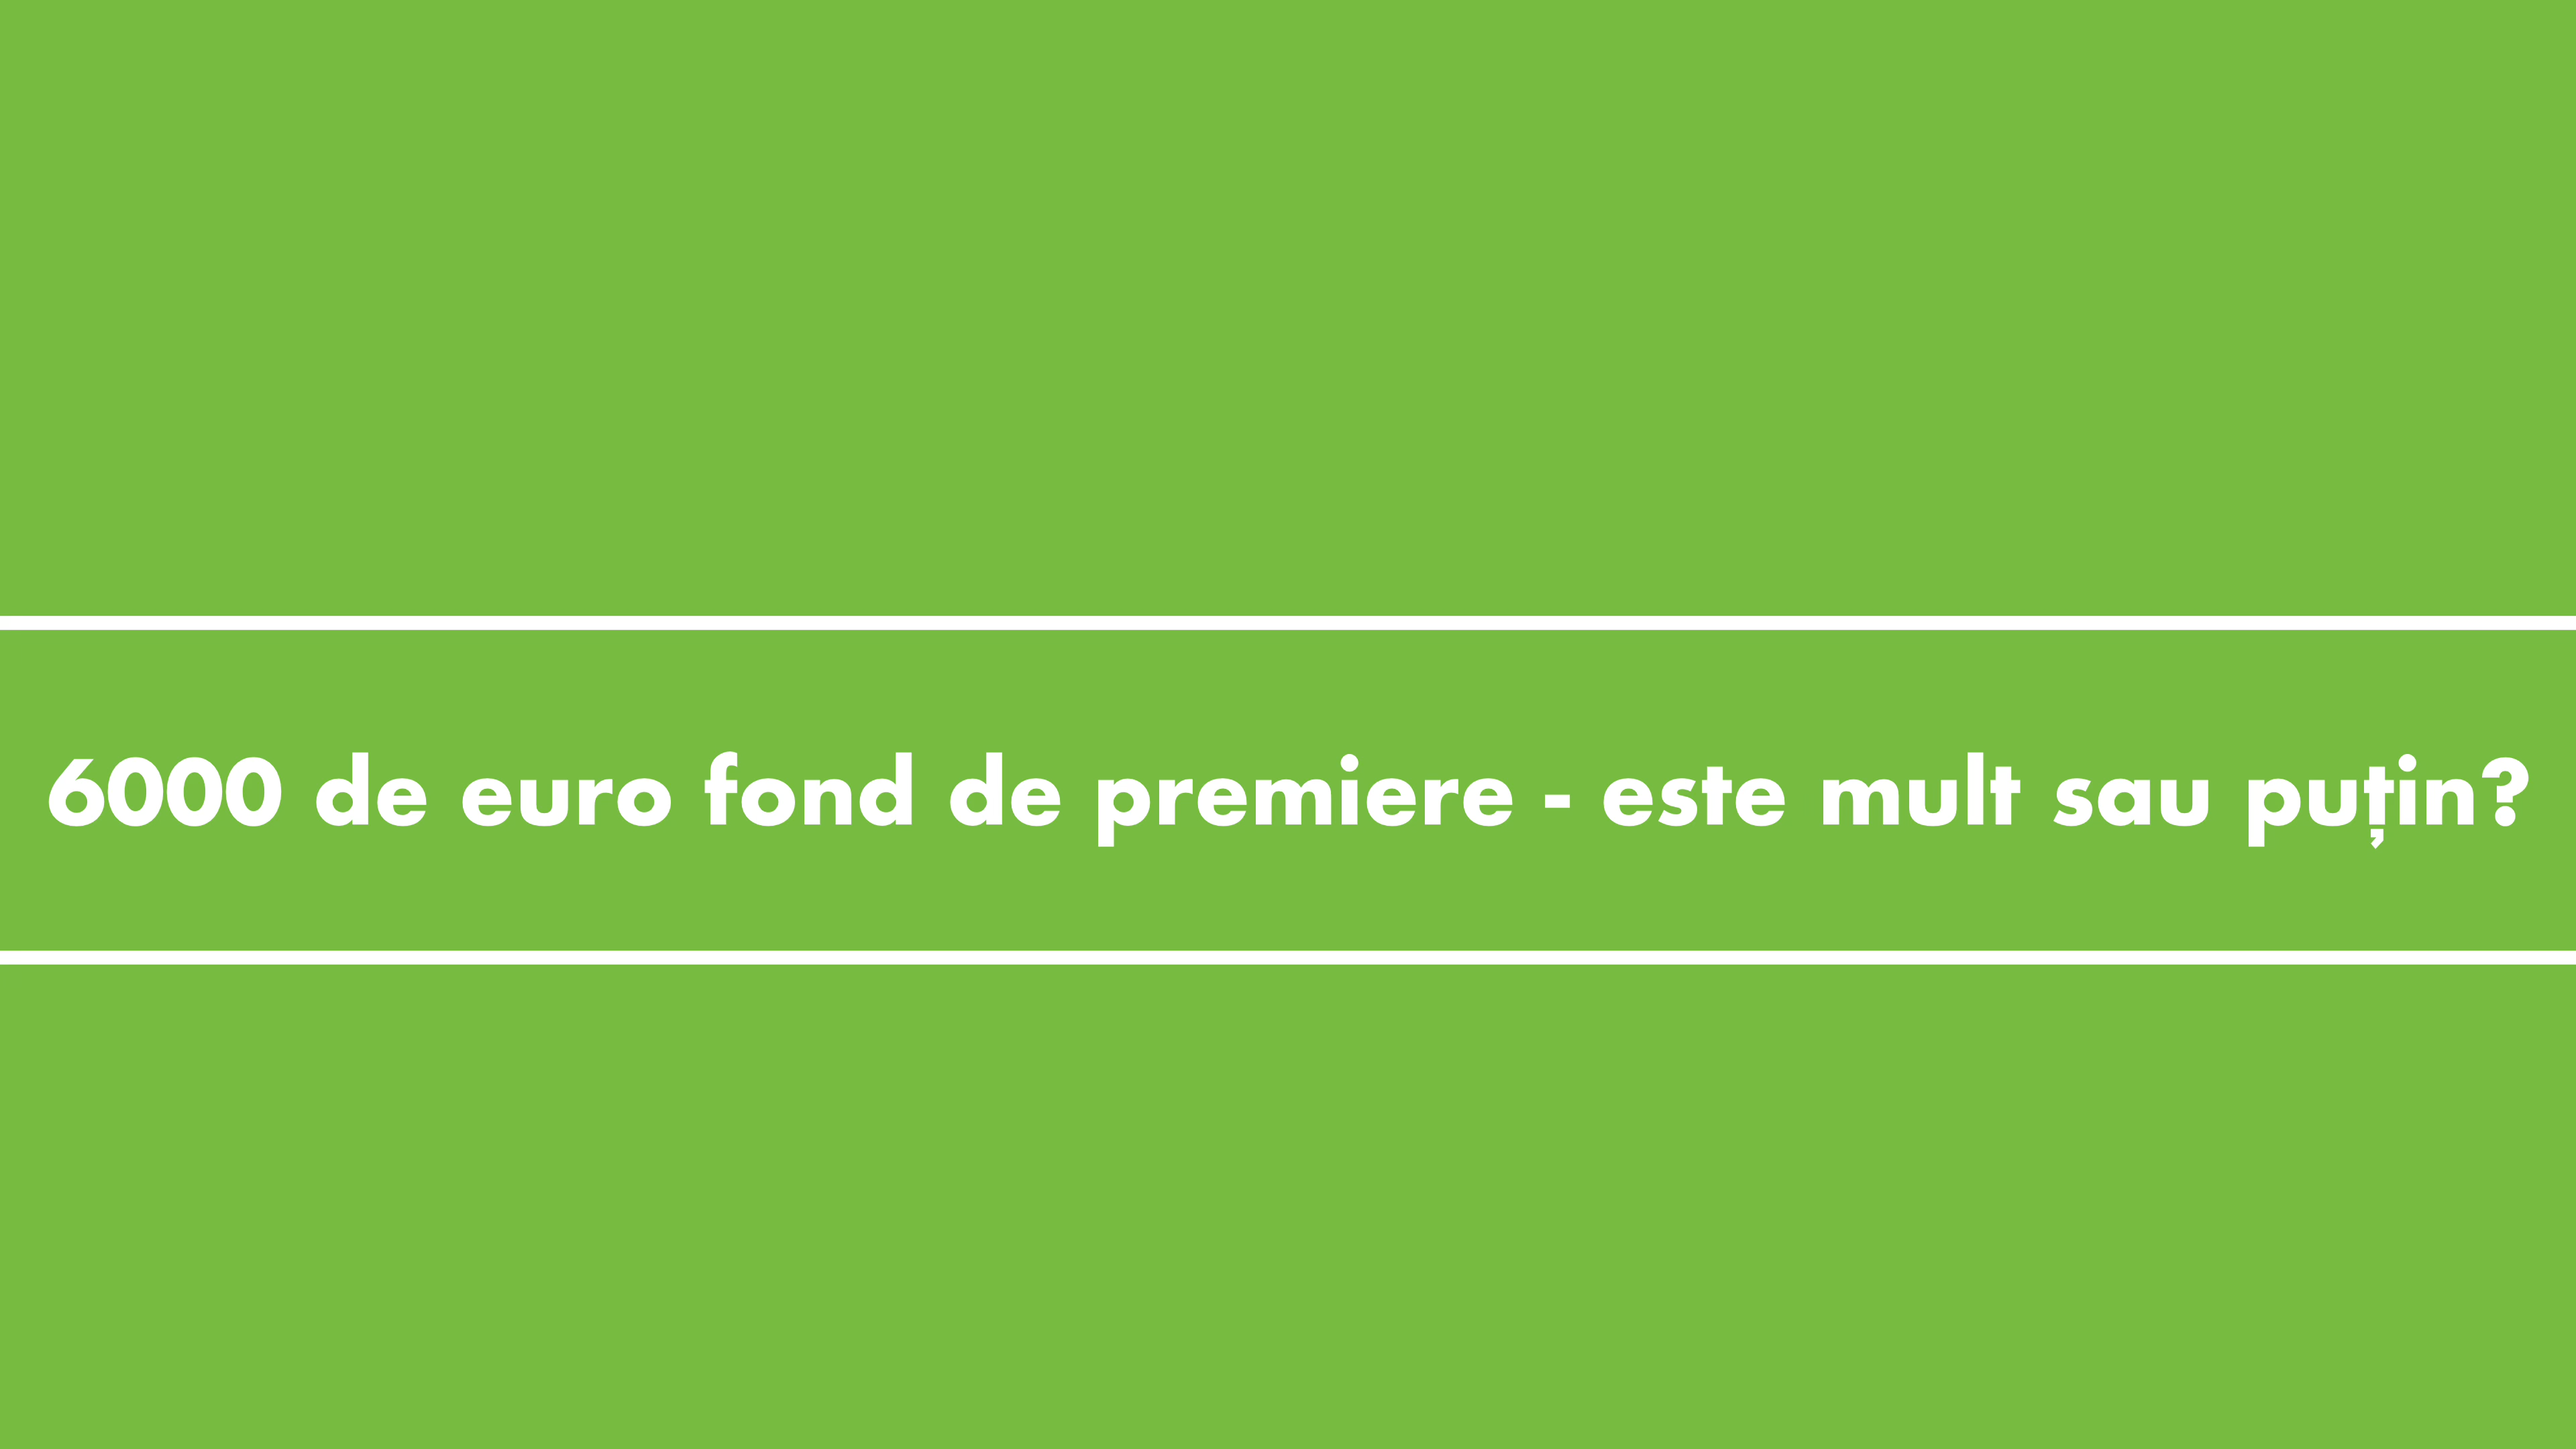 6000 de euro fond de premiere - este mult sau puțin?